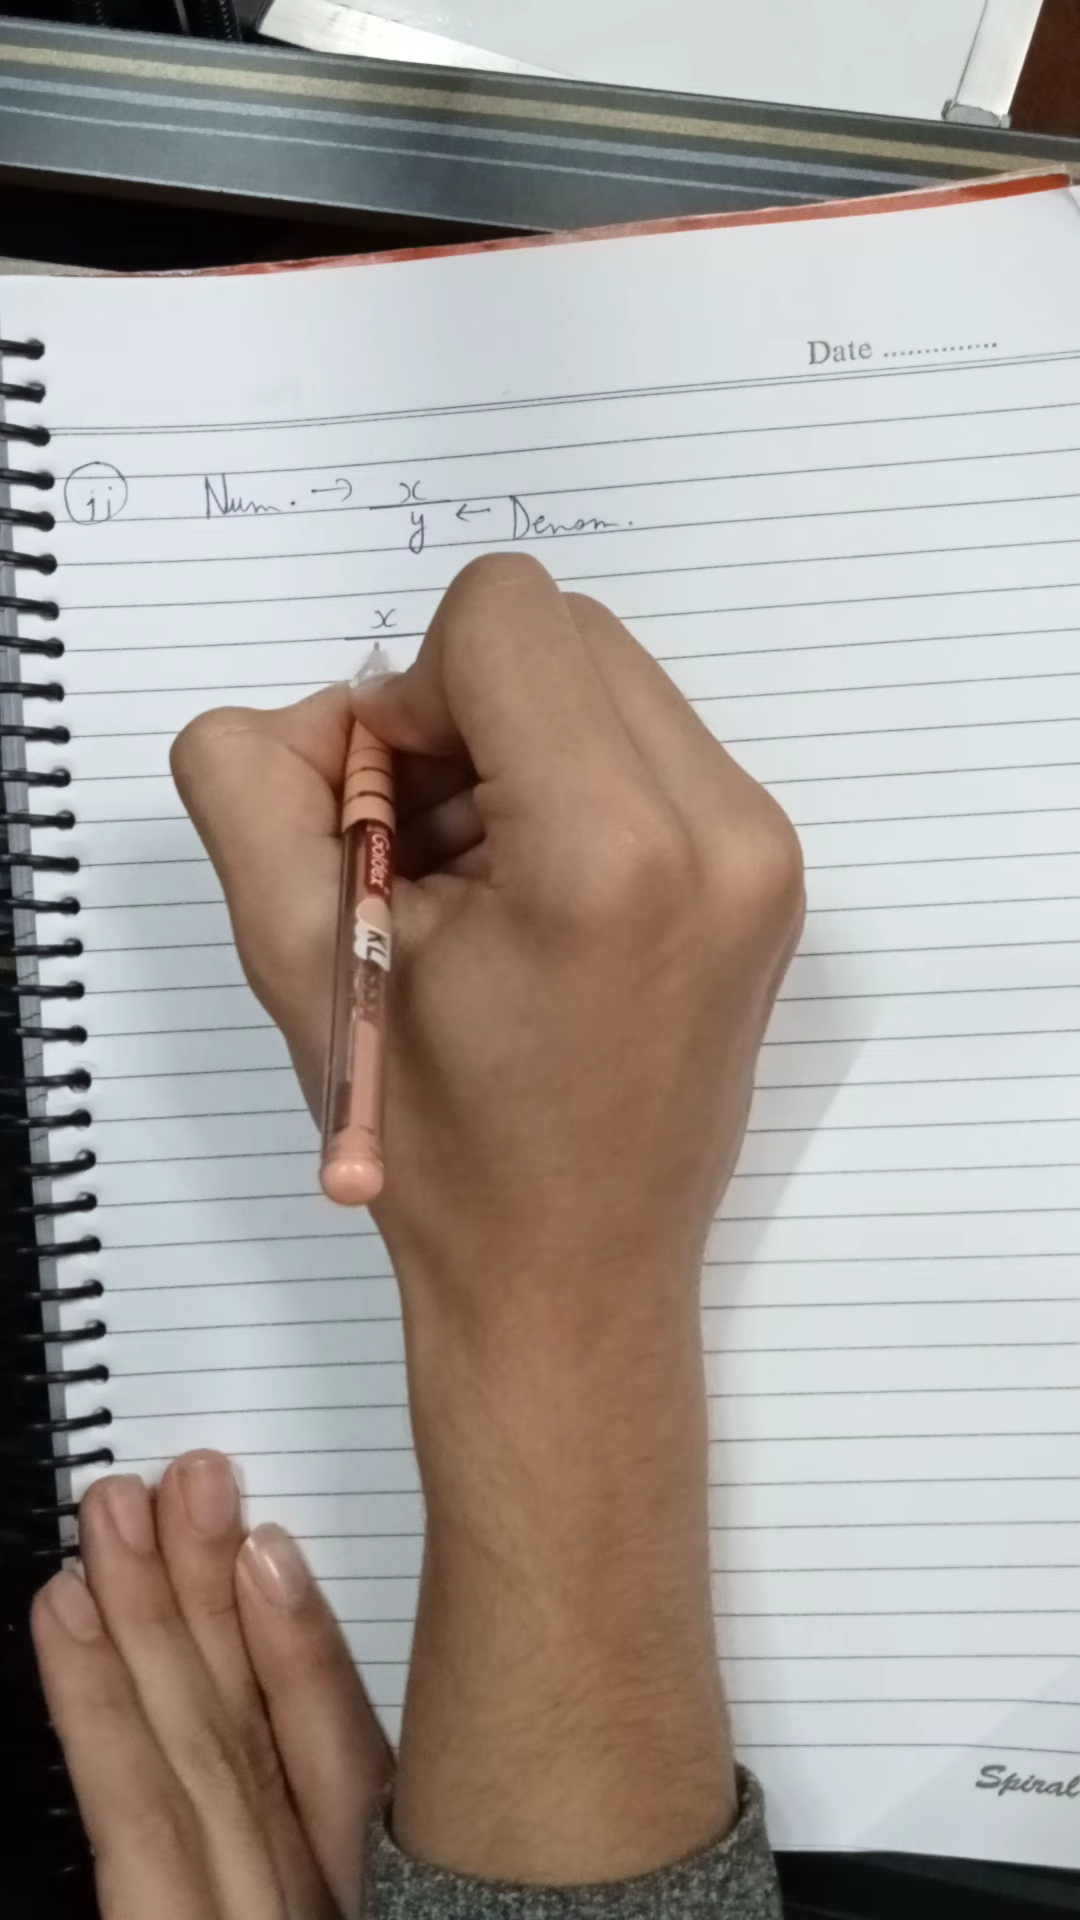 Date ..............
ii Num. → x/y ← Denom.
x
Goldex
KL
Spiral